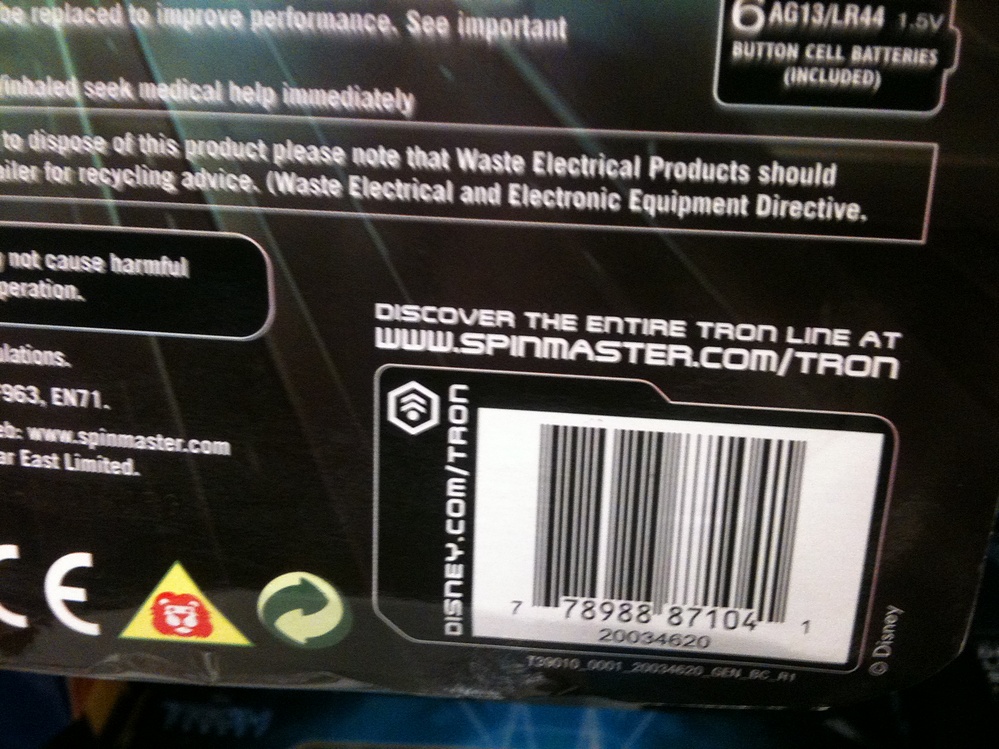 be replaced to improve performance. See important
/inhaled seek medical help immediately
6 AG13/LR44 1.5V
BUTTON CELL BATTERIES
(INCLUDED)
to dispose of this product please note that Waste Electrical Products should
ailer for recycling advice. (Waste Electrical and Electronic Equipment Directive.
not cause harmful
peration.
ulations.
F963, EN71.
eb: www.spinmaster.com
ar East Limited.
DISCOVER THE ENTIRE TRON LINE AT
WWW.SPINMASTER.COM/TRON
DISNEY.COM/TRON
7 78988 87104 1
20034620
T39010_0001_20034620_GEN_BC_R1
© Disney
CE